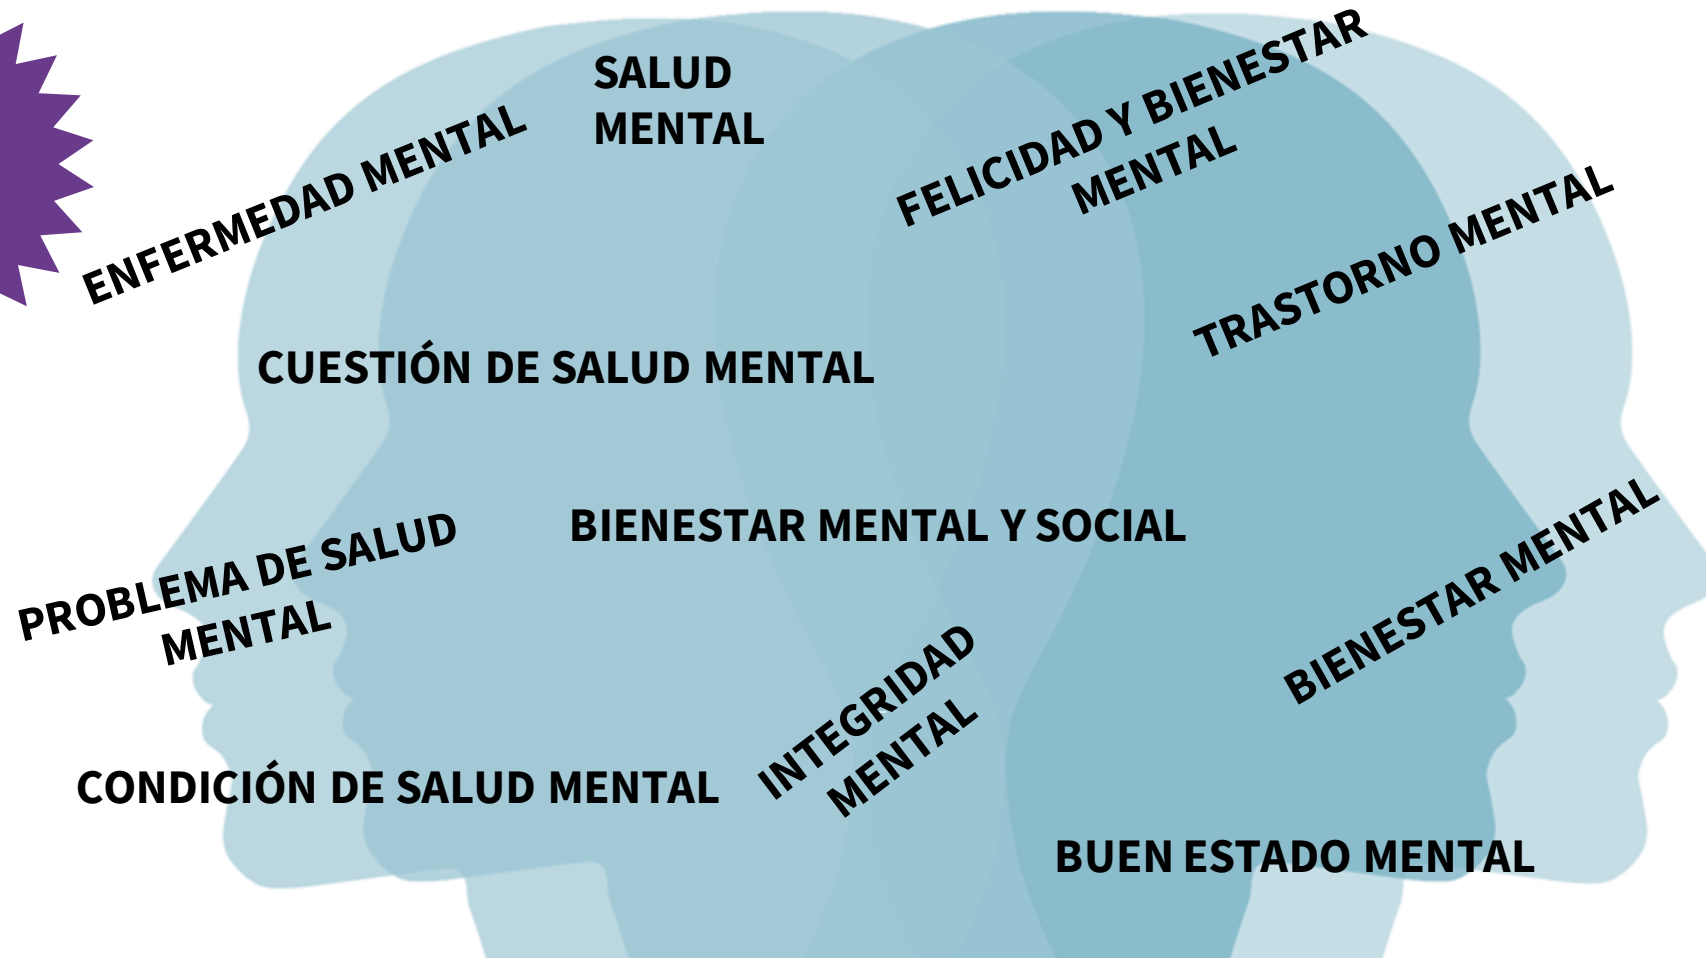 SALUD
MENTAL
FELICIDAD Y BIENESTAR
MENTAL
ENFERMEDAD MENTAL
TRASTORNO MENTAL
CUESTIÓN DE SALUD MENTAL
BIENESTAR MENTAL Y SOCIAL
PROBLEMA DE SALUD
MENTAL
BIENESTAR MENTAL
INTEGRIDAD
MENTAL
CONDICIÓN DE SALUD MENTAL
BUEN ESTADO MENTAL